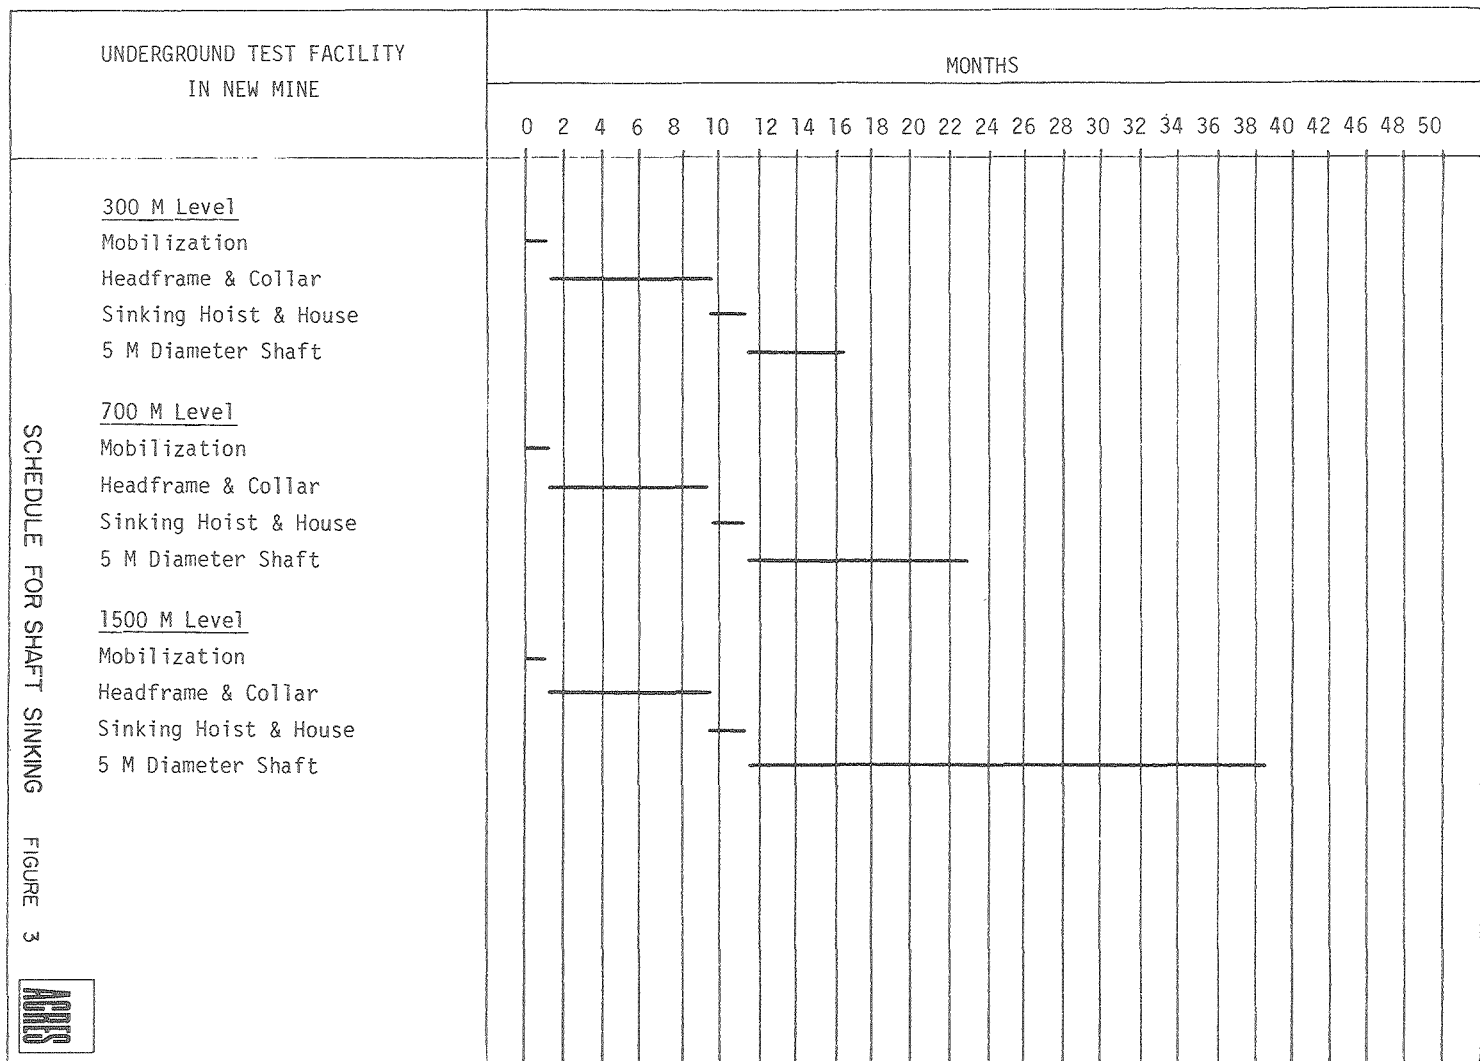 UNDERGROUND TEST FACILITY
IN NEW MINE
MONTHS
0 2 4 6 8 10 12 14 16 18 20 22 24 26 28 30 32 34 36 38 40 42 46 48 50
300 M Level
Mobilization
Headframe & Collar
Sinking Hoist & House
5 M Diameter Shaft
700 M Level
Mobilization
Headframe & Collar
Sinking Hoist & House
5 M Diameter Shaft
1500 M Level
Mobilization
Headframe & Collar
Sinking Hoist & House
5 M Diameter Shaft
SCHEDULE FOR SHAFT SINKING FIGURE 3
ACRES